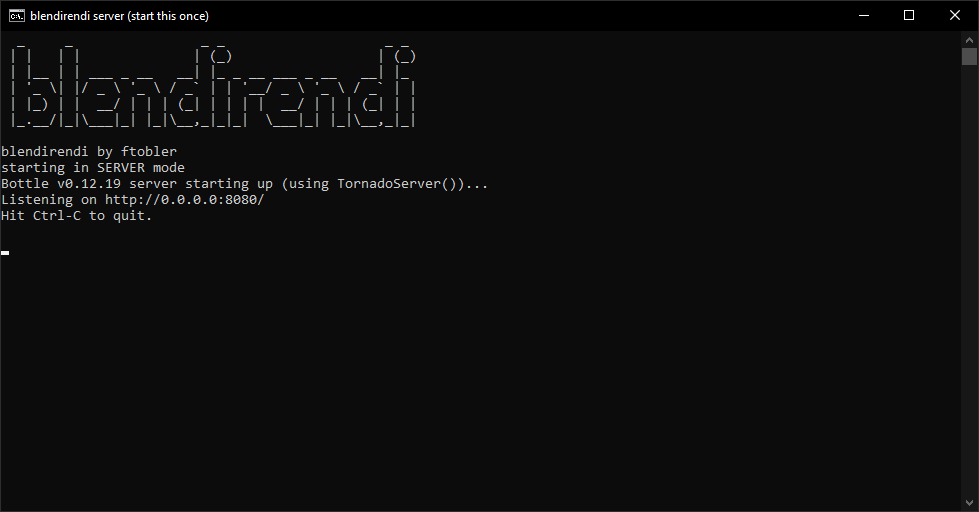 blendirendi server (start this once)
blendirendi
blendirendi by ftobler
starting in SERVER mode
Bottle v0.12.19 server starting up (using TornadoServer())...
Listening on http://0.0.0.0:8080/
Hit Ctrl-C to quit.